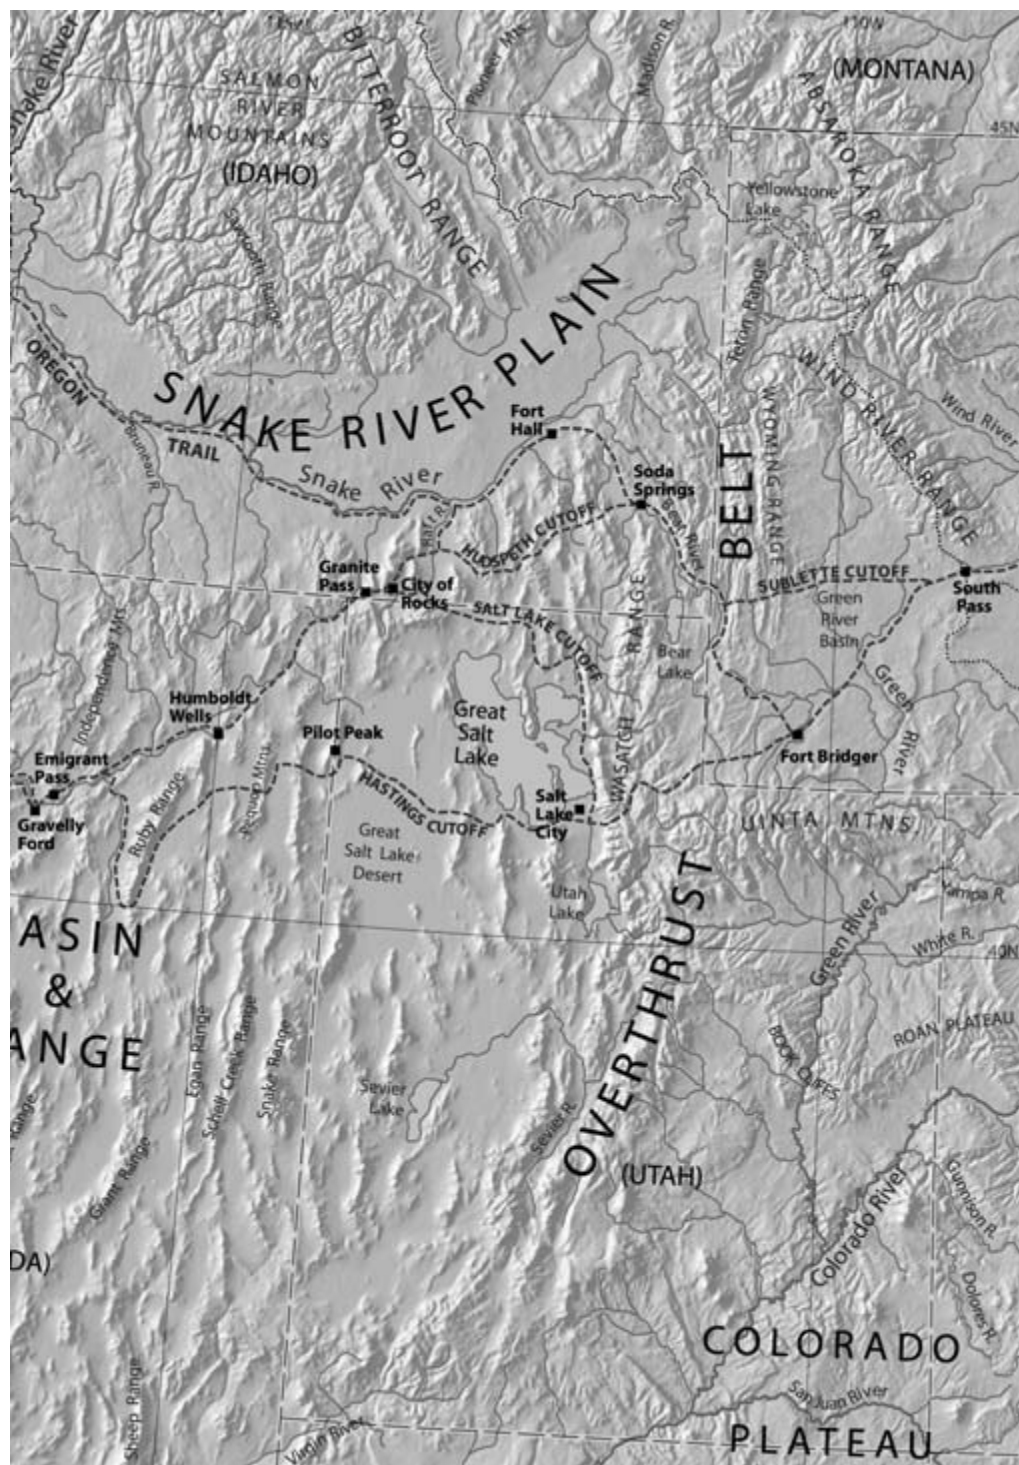 Snake River
SALMON
RIVER
MOUNTAINS
(IDAHO)
BITTERROOT RANGE
Pioneer Mts.
Madison R.
110W
(MONTANA)
ABSAROKA RANGE
45N
Yellowstone
Lake
Sawtooth Range
Teton Range
OREGON
TRAIL
SNAKE RIVER PLAIN
WIND RIVER RANGE
Wind River
WYOMING RANGE
Bruneau R.
Fort
Hall
Snake River
Raft R.
Soda
Springs
Bear River
BELT
HUDSPETH CUTOFF
Granite
Pass
City of
Rocks
SUBLETTE CUTOFF
South
Pass
Green
River
Basin
SALT LAKE CUTOFF
WASATCH RANGE
Bear
Lake
Independence Mts.
Humboldt
Wells
Pilot Peak
Great
Salt
Lake
Green River
Fort Bridger
Emigrant
Pass
Gravelly
Ford
Ruby Range
Pequop Mtns.
HASTINGS CUTOFF
Great
Salt Lake
Desert
Salt
Lake
City
UINTA MTNS.
Utah
Lake
Yampa R.
White R.
40N
Green River
OVERTHRUST
ASIN
&
ANGE
Egan Range
Schell Creek Range
Snake Range
Sevier
Lake
Sevier R.
BOOK CLIFFS
ROAN PLATEAU
Range
Grant Range
(UTAH)
Colorado River
Gunnison R.
Dolores R.
DA)
COLORADO
PLATEAU
San Juan River
Sheep Range
Virgin River